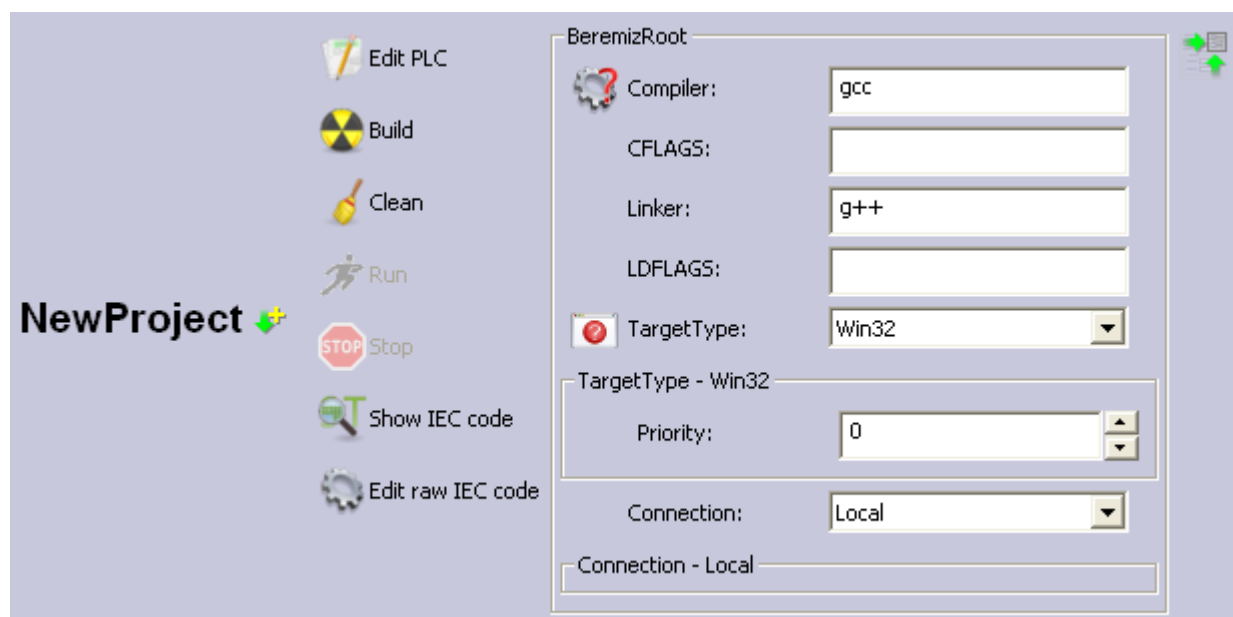 NewProject
Edit PLC
Build
Clean
Run
STOP Stop
Show IEC code
Edit raw IEC code
BeremizRoot
Compiler: gcc
CFLAGS:
Linker: g++
LDFLAGS:
TargetType: Win32
TargetType - Win32
Priority: 0
Connection: Local
Connection - Local